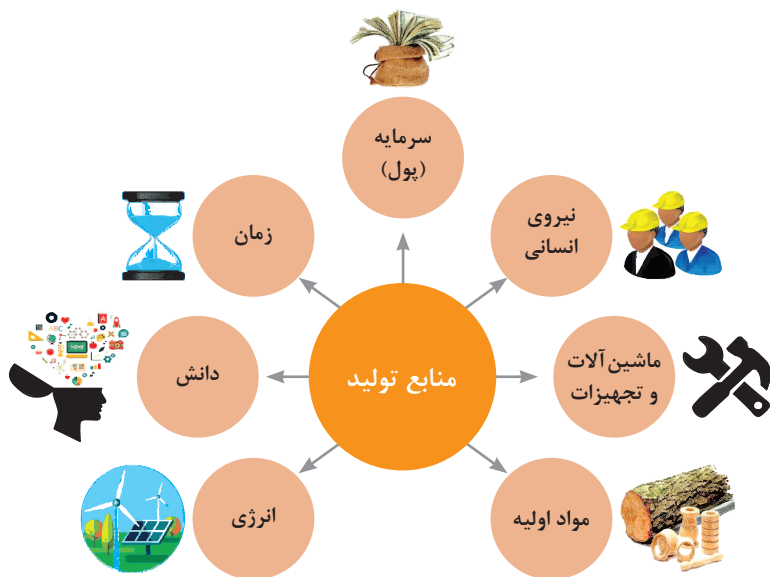 سرمایه
(پول)
نیروی
انسانی
زمان
ماشین‌آلات
و تجهیزات
منابع تولید
دانش
مواد اولیه
انرژی